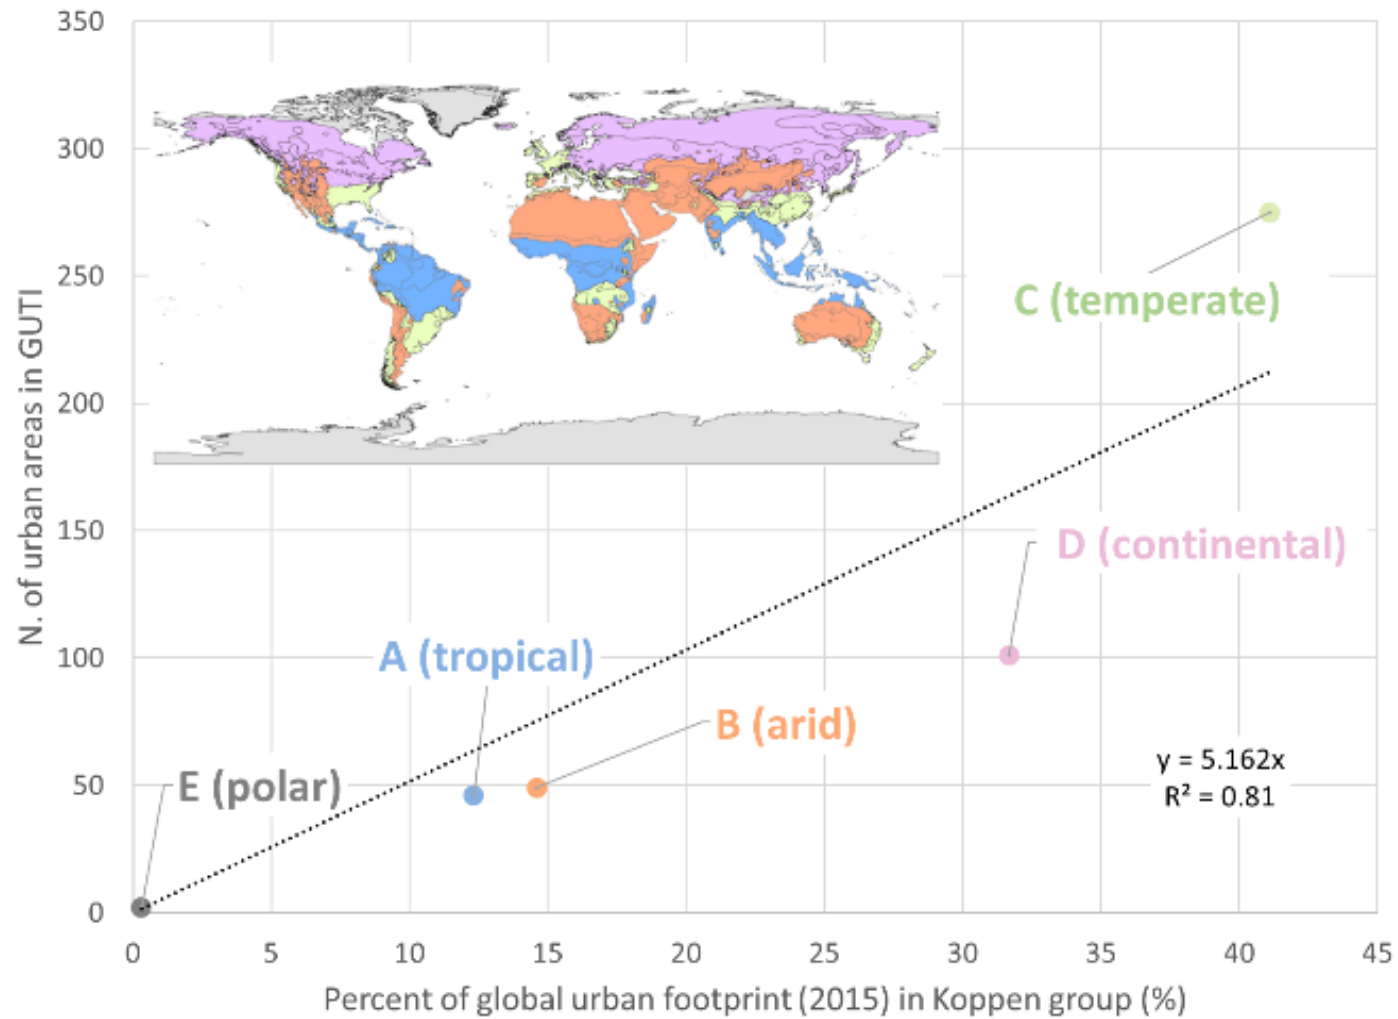 350
300
250
200
150
100
50
0
N. of urban areas in GUTI
C (temperate)
D (continental)
A (tropical)
B (arid)
E (polar)
y = 5.162x
R² = 0.81
0 5 10 15 20 25 30 35 40 45
Percent of global urban footprint (2015) in Koppen group (%)